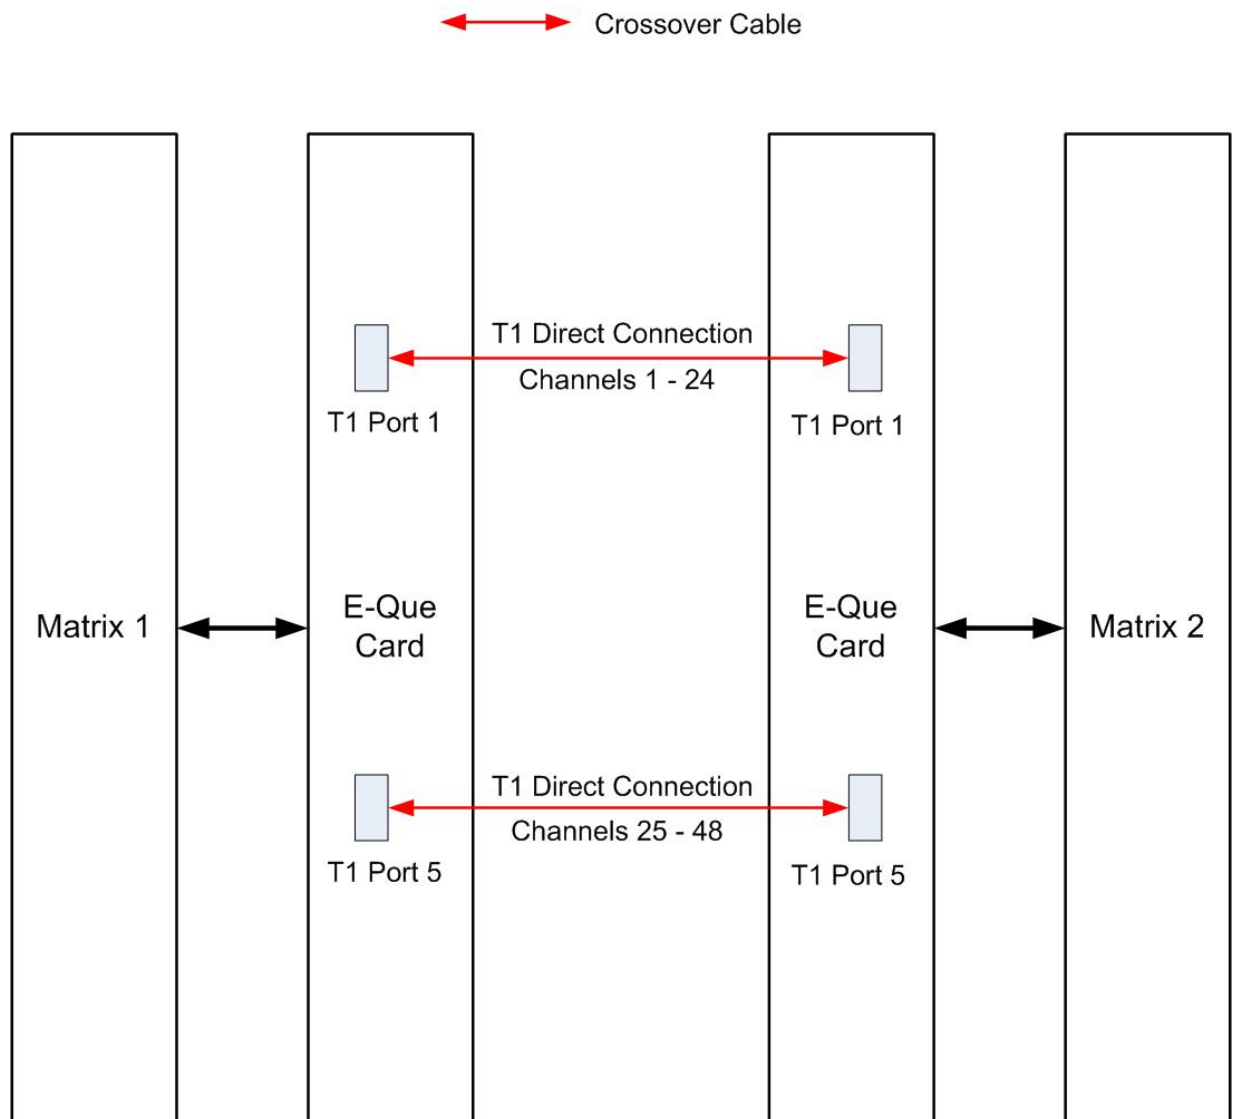 Crossover Cable
T1 Direct Connection
Channels 1 - 24
T1 Port 1
T1 Port 1
Matrix 1
E-Que
Card
E-Que
Card
Matrix 2
T1 Direct Connection
Channels 25 - 48
T1 Port 5
T1 Port 5